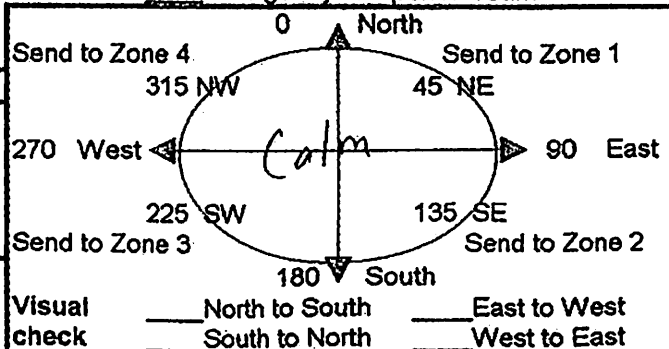 0 North
Send to Zone 4 Send to Zone 1
315 NW 45 NE
270 West Calm 90 East
225 SW 135 SE
Send to Zone 3 Send to Zone 2
180 South
Visual ____North to South ____East to West
check ____South to North ____West to East